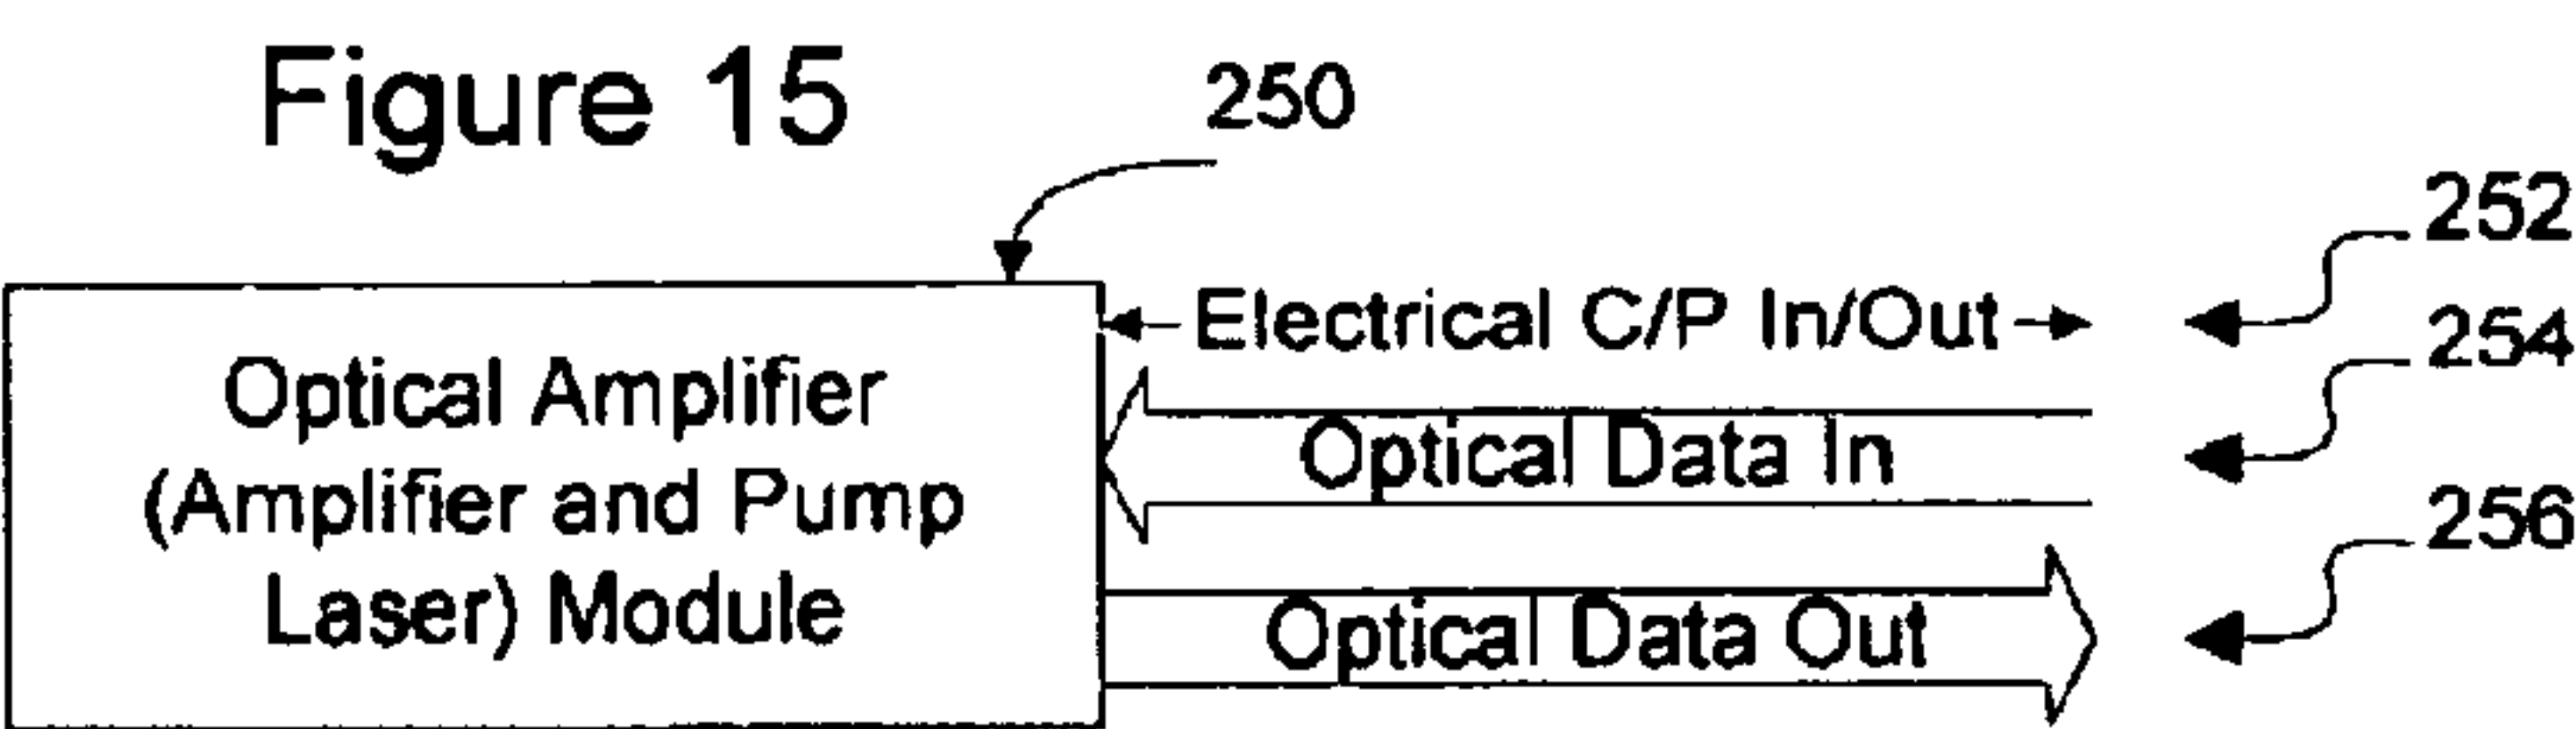 Figure 15
250
252
Electrical C/P In/Out
254
Optical Amplifier
(Amplifier and Pump
Laser) Module
Optical Data In
256
Optical Data Out